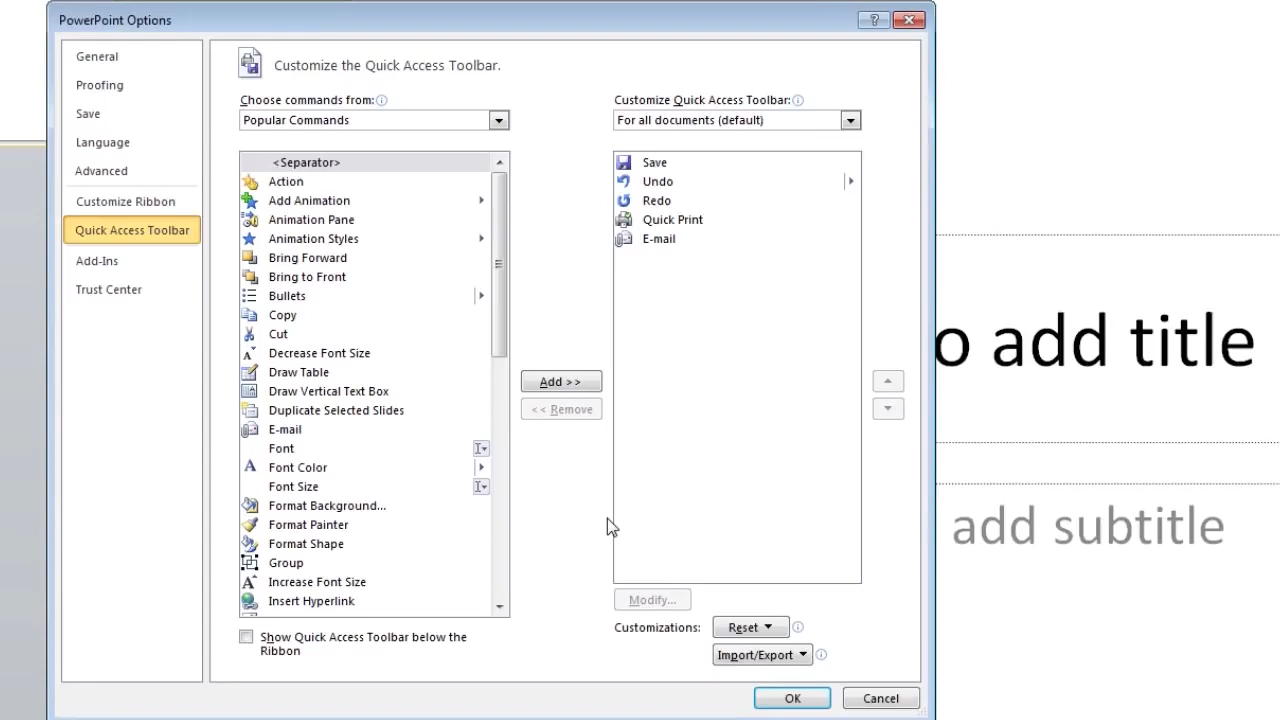 PowerPoint Options
General
Proofing
Save
Language
Advanced
Customize Ribbon
Quick Access Toolbar
Add-Ins
Trust Center
Customize the Quick Access Toolbar.
Choose commands from:
Popular Commands
<Separator>
Action
Add Animation
Animation Pane
Animation Styles
Bring Forward
Bring to Front
Bullets
Copy
Cut
Decrease Font Size
Draw Table
Draw Vertical Text Box
Duplicate Selected Slides
E-mail
Font
Font Color
Font Size
Format Background...
Format Painter
Format Shape
Group
Increase Font Size
Insert Hyperlink
Show Quick Access Toolbar below the
Ribbon
Add >>
<< Remove
Customize Quick Access Toolbar:
For all documents (default)
Save
Undo
Redo
Quick Print
E-mail
Modify...
Customizations:
Reset
Import/Export
OK
Cancel
o add title
add subtitle